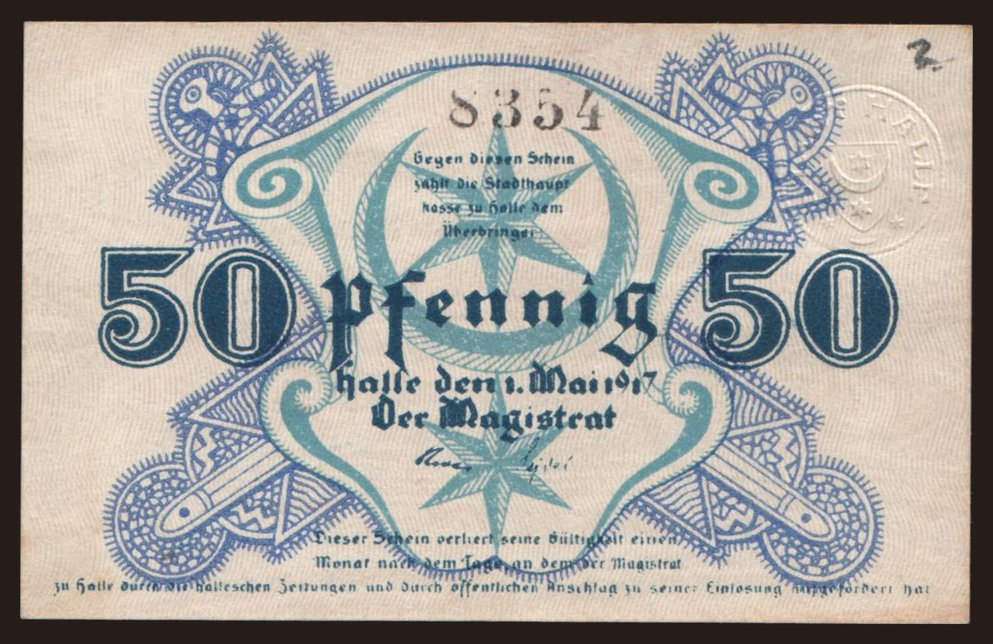 2
8354
HALLE
Gegen diesen Schein
zahlt die Stadthaupt
kasse zu Halle dem
Überbringer
50 Pfennig 50
Halle den 1. Mai 1917
Der Magistrat
Dieser Schein verliert seine Gültigkeit einen
Monat nach dem Tage, an dem der Magistrat
zu Halle durch die halleschen Zeitungen und durch öffentlichen Anschlag zu seiner Einlösung aufgefordert hat